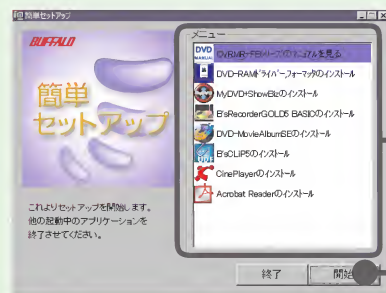 簡単セットアップ
BUFFALO
簡単
セットアップ
これよりセットアップを開始します。
他の起動中のアプリケーションを
終了させてください。
メニュー
DVD-RAMドライバ・フォーマッタのインストール
MyDVD+ShowBizのインストール
B'sRecorderGOLD5 BASICのインストール
DVD-MovieAlbumSEのインストール
B'sCLiP5のインストール
CinePlayerのインストール
Acrobat Readerのインストール
終了
開始